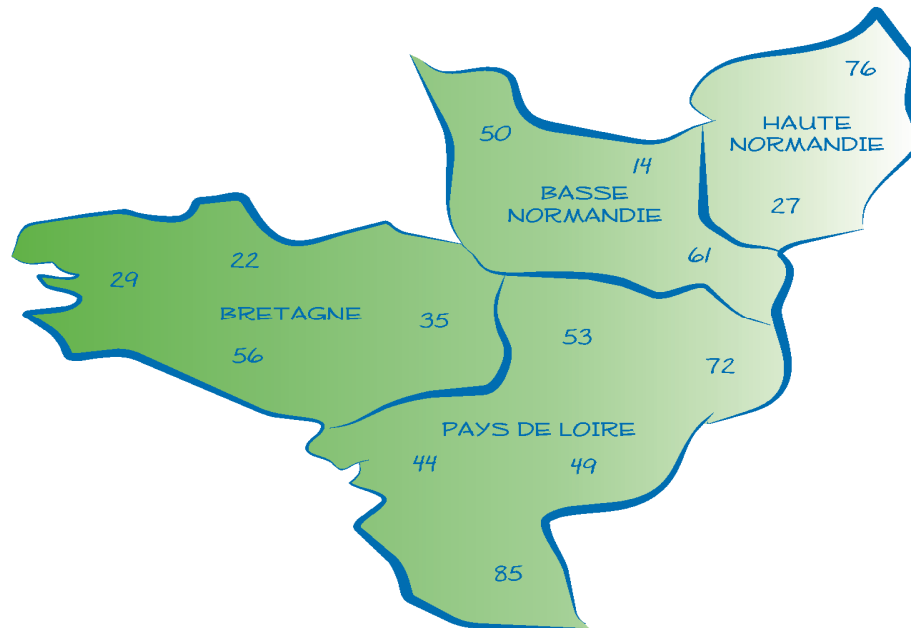 76
HAUTE
NORMANDIE
50
14
BASSE
NORMANDIE
27
61
22
29
BRETAGNE
35
53
56
72
PAYS DE LOIRE
44
49
85